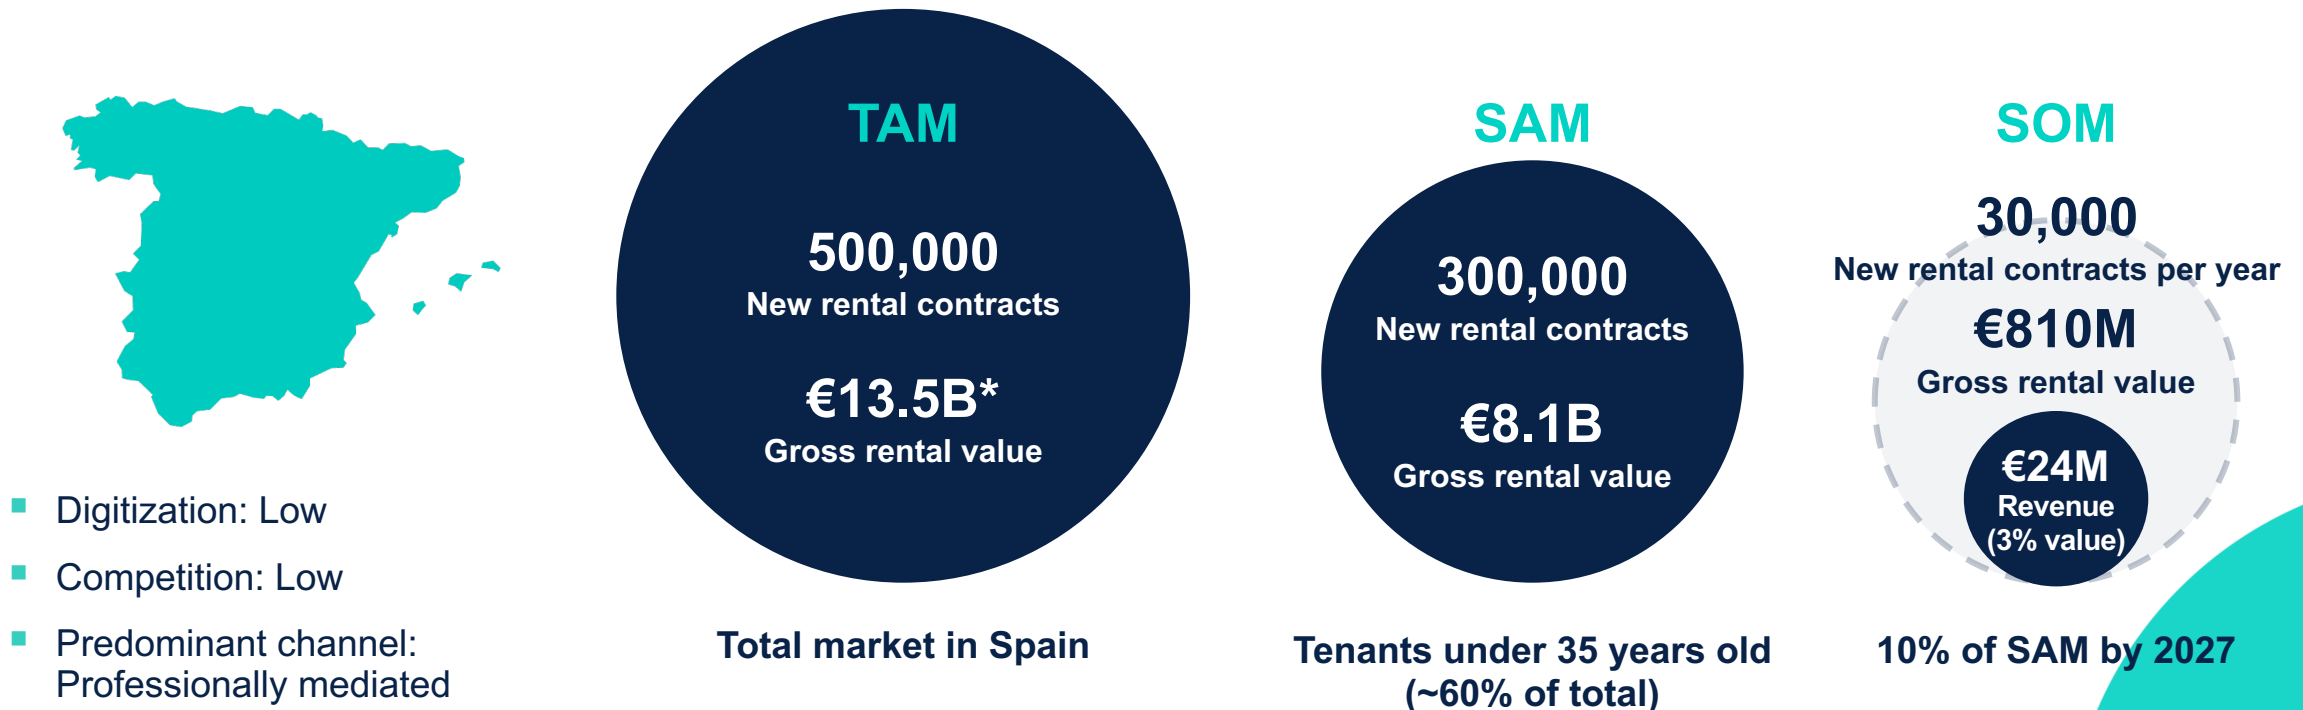 Digitization: Low
Competition: Low
Predominant channel:
Professionally mediated
TAM
500,000
New rental contracts
€13.5B*
Gross rental value
Total market in Spain
SAM
300,000
New rental contracts
€8.1B
Gross rental value
Tenants under 35 years old
(~60% of total)
SOM
30,000
New rental contracts per year
€810M
Gross rental value
€24M
Revenue
(3% value)
10% of SAM by 2027